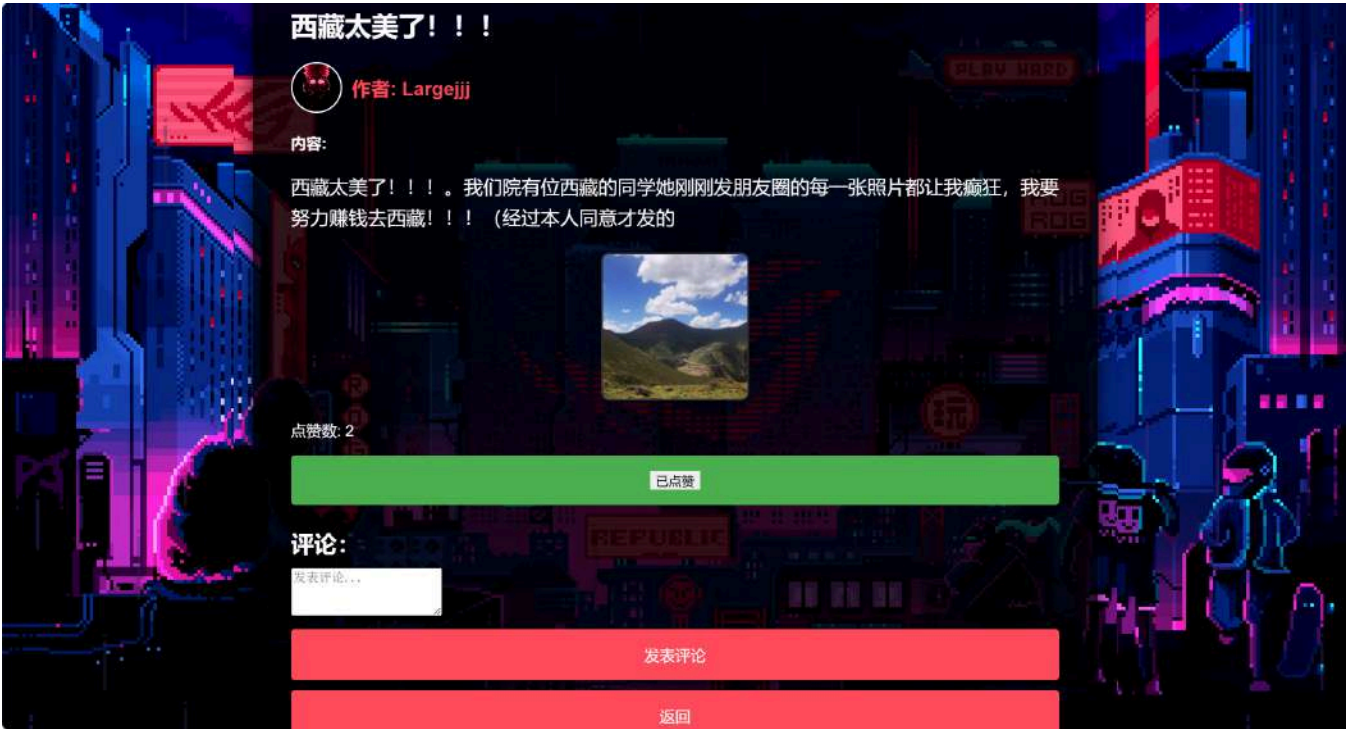 西藏太美了！！！
PLAY HARD
作者: Largejjj
内容:
西藏太美了！！！。我们院有位西藏的同学她刚刚发朋友圈的每一张照片都让我癫狂，我要
努力赚钱去西藏！！！（经过本人同意才发的
ROG
点赞数: 2
已点赞
REPUBLIC
评论:
发表评论...
发表评论
返回